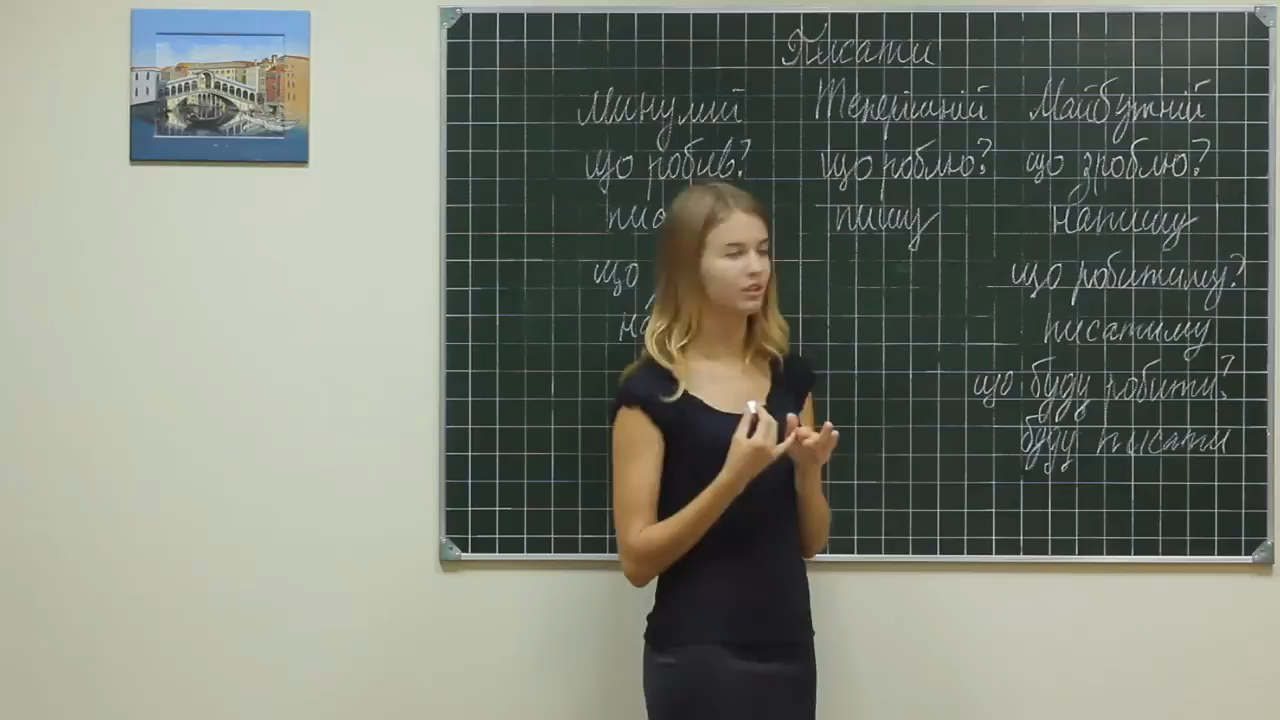 Писати
Минулий Теперішній Майбутній
що робив? що роблю? що зроблю?
пишу напишу
що що робитиму?
писатиму
що буду робити?
буду писати